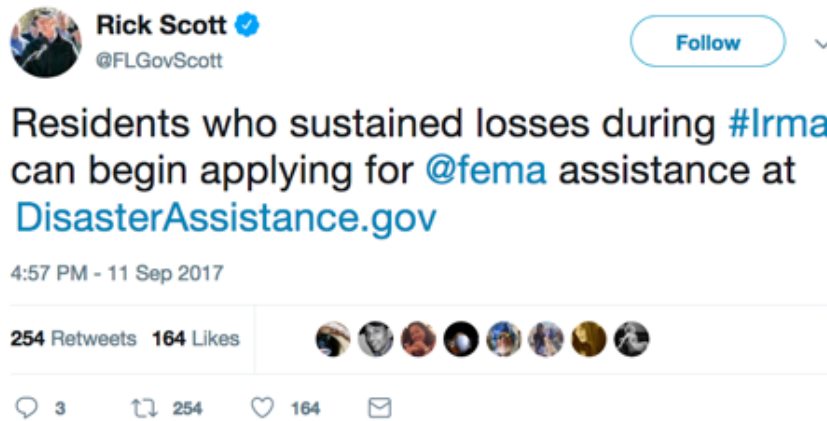 Rick Scott
@FLGovScott
Follow
Residents who sustained losses during #Irma
can begin applying for @fema assistance at
DisasterAssistance.gov
4:57 PM - 11 Sep 2017
254 Retweets 164 Likes
3 254 164